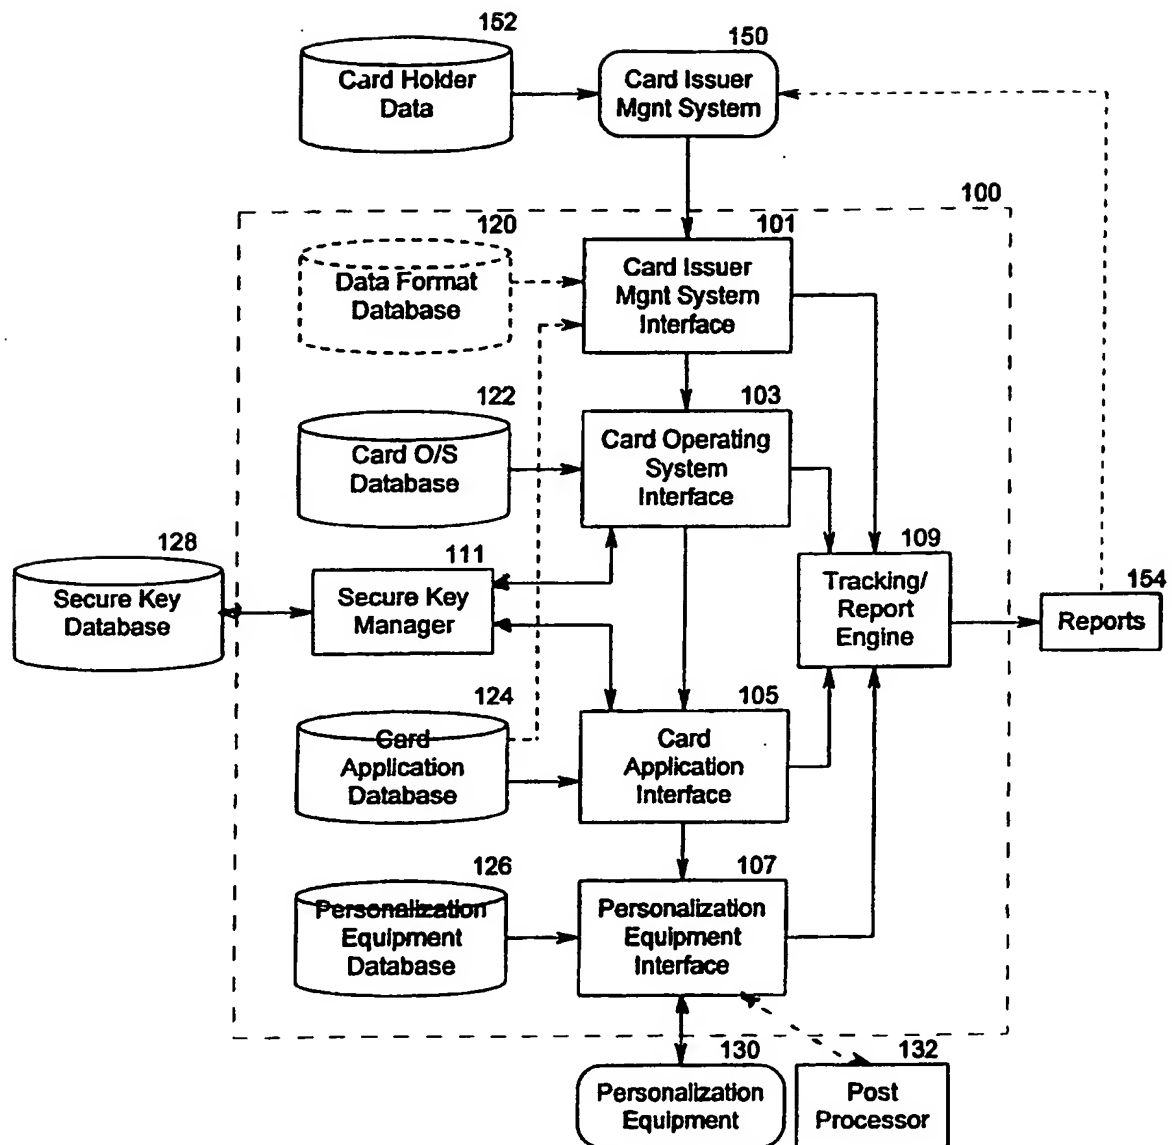 152
Card Holder
Data
150
Card Issuer
Mgnt System
100
120
Data Format
Database
101
Card Issuer
Mgnt System
Interface
122
Card O/S
Database
103
Card Operating
System
Interface
128
Secure Key
Database
111
Secure Key
Manager
109
Tracking/
Report
Engine
154
Reports
124
Card
Application
Database
105
Card
Application
Interface
126
Personalization
Equipment
Database
107
Personalization
Equipment
Interface
130
Personalization
Equipment
132
Post
Processor